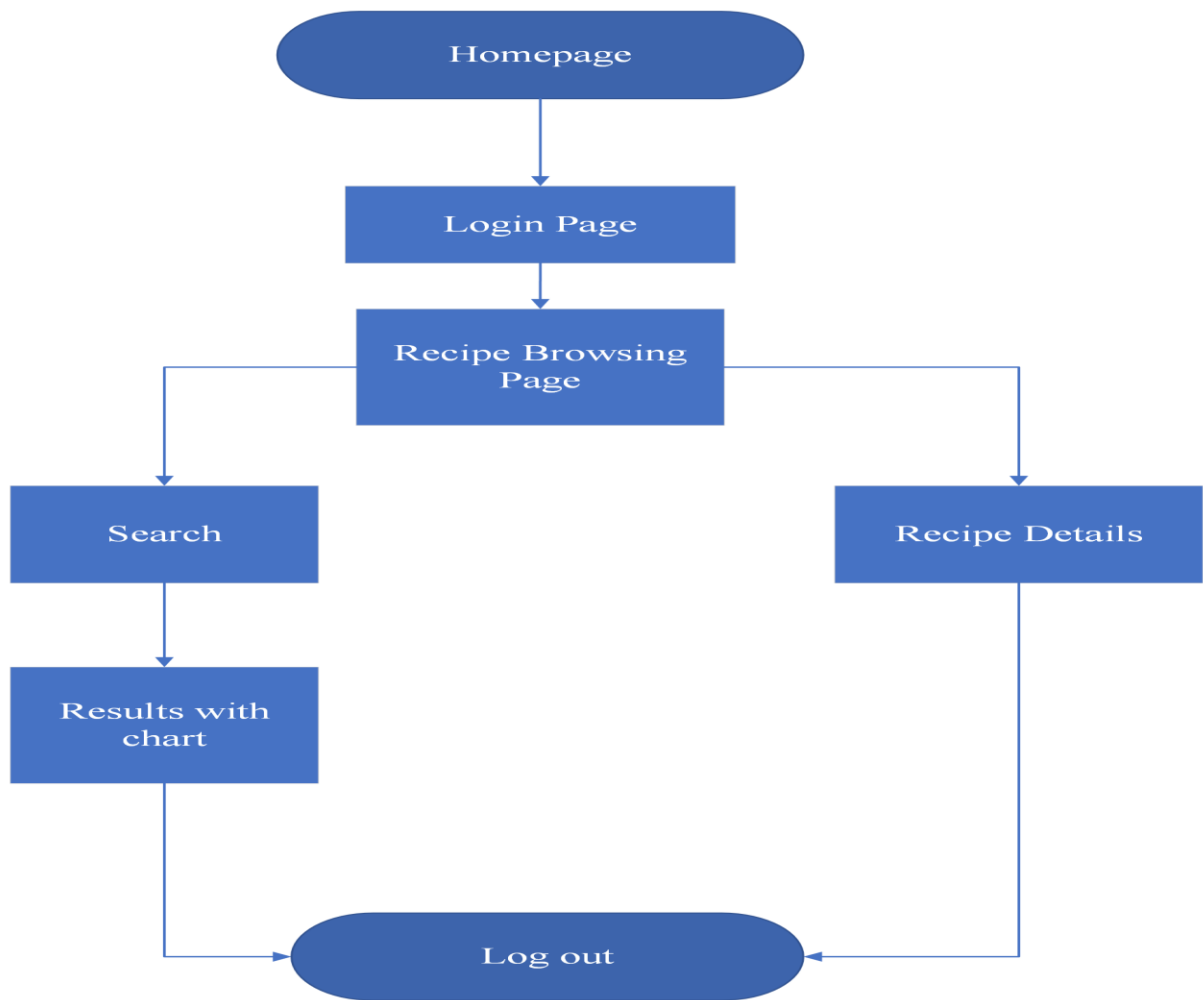 Homepage
Login Page
Recipe Browsing
Page
Search
Recipe Details
Results with
chart
Log out